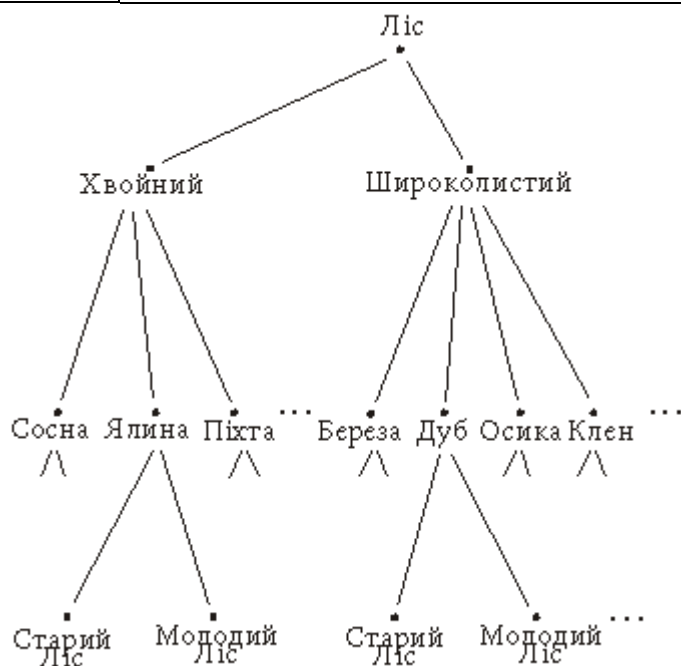 Ліс
Хвойний Широколистий
Сосна Ялина Піхта ... Береза Дуб Осика Клен ...
Старий Молодий Старий Молодий ...
Ліс Ліс Ліс Ліс